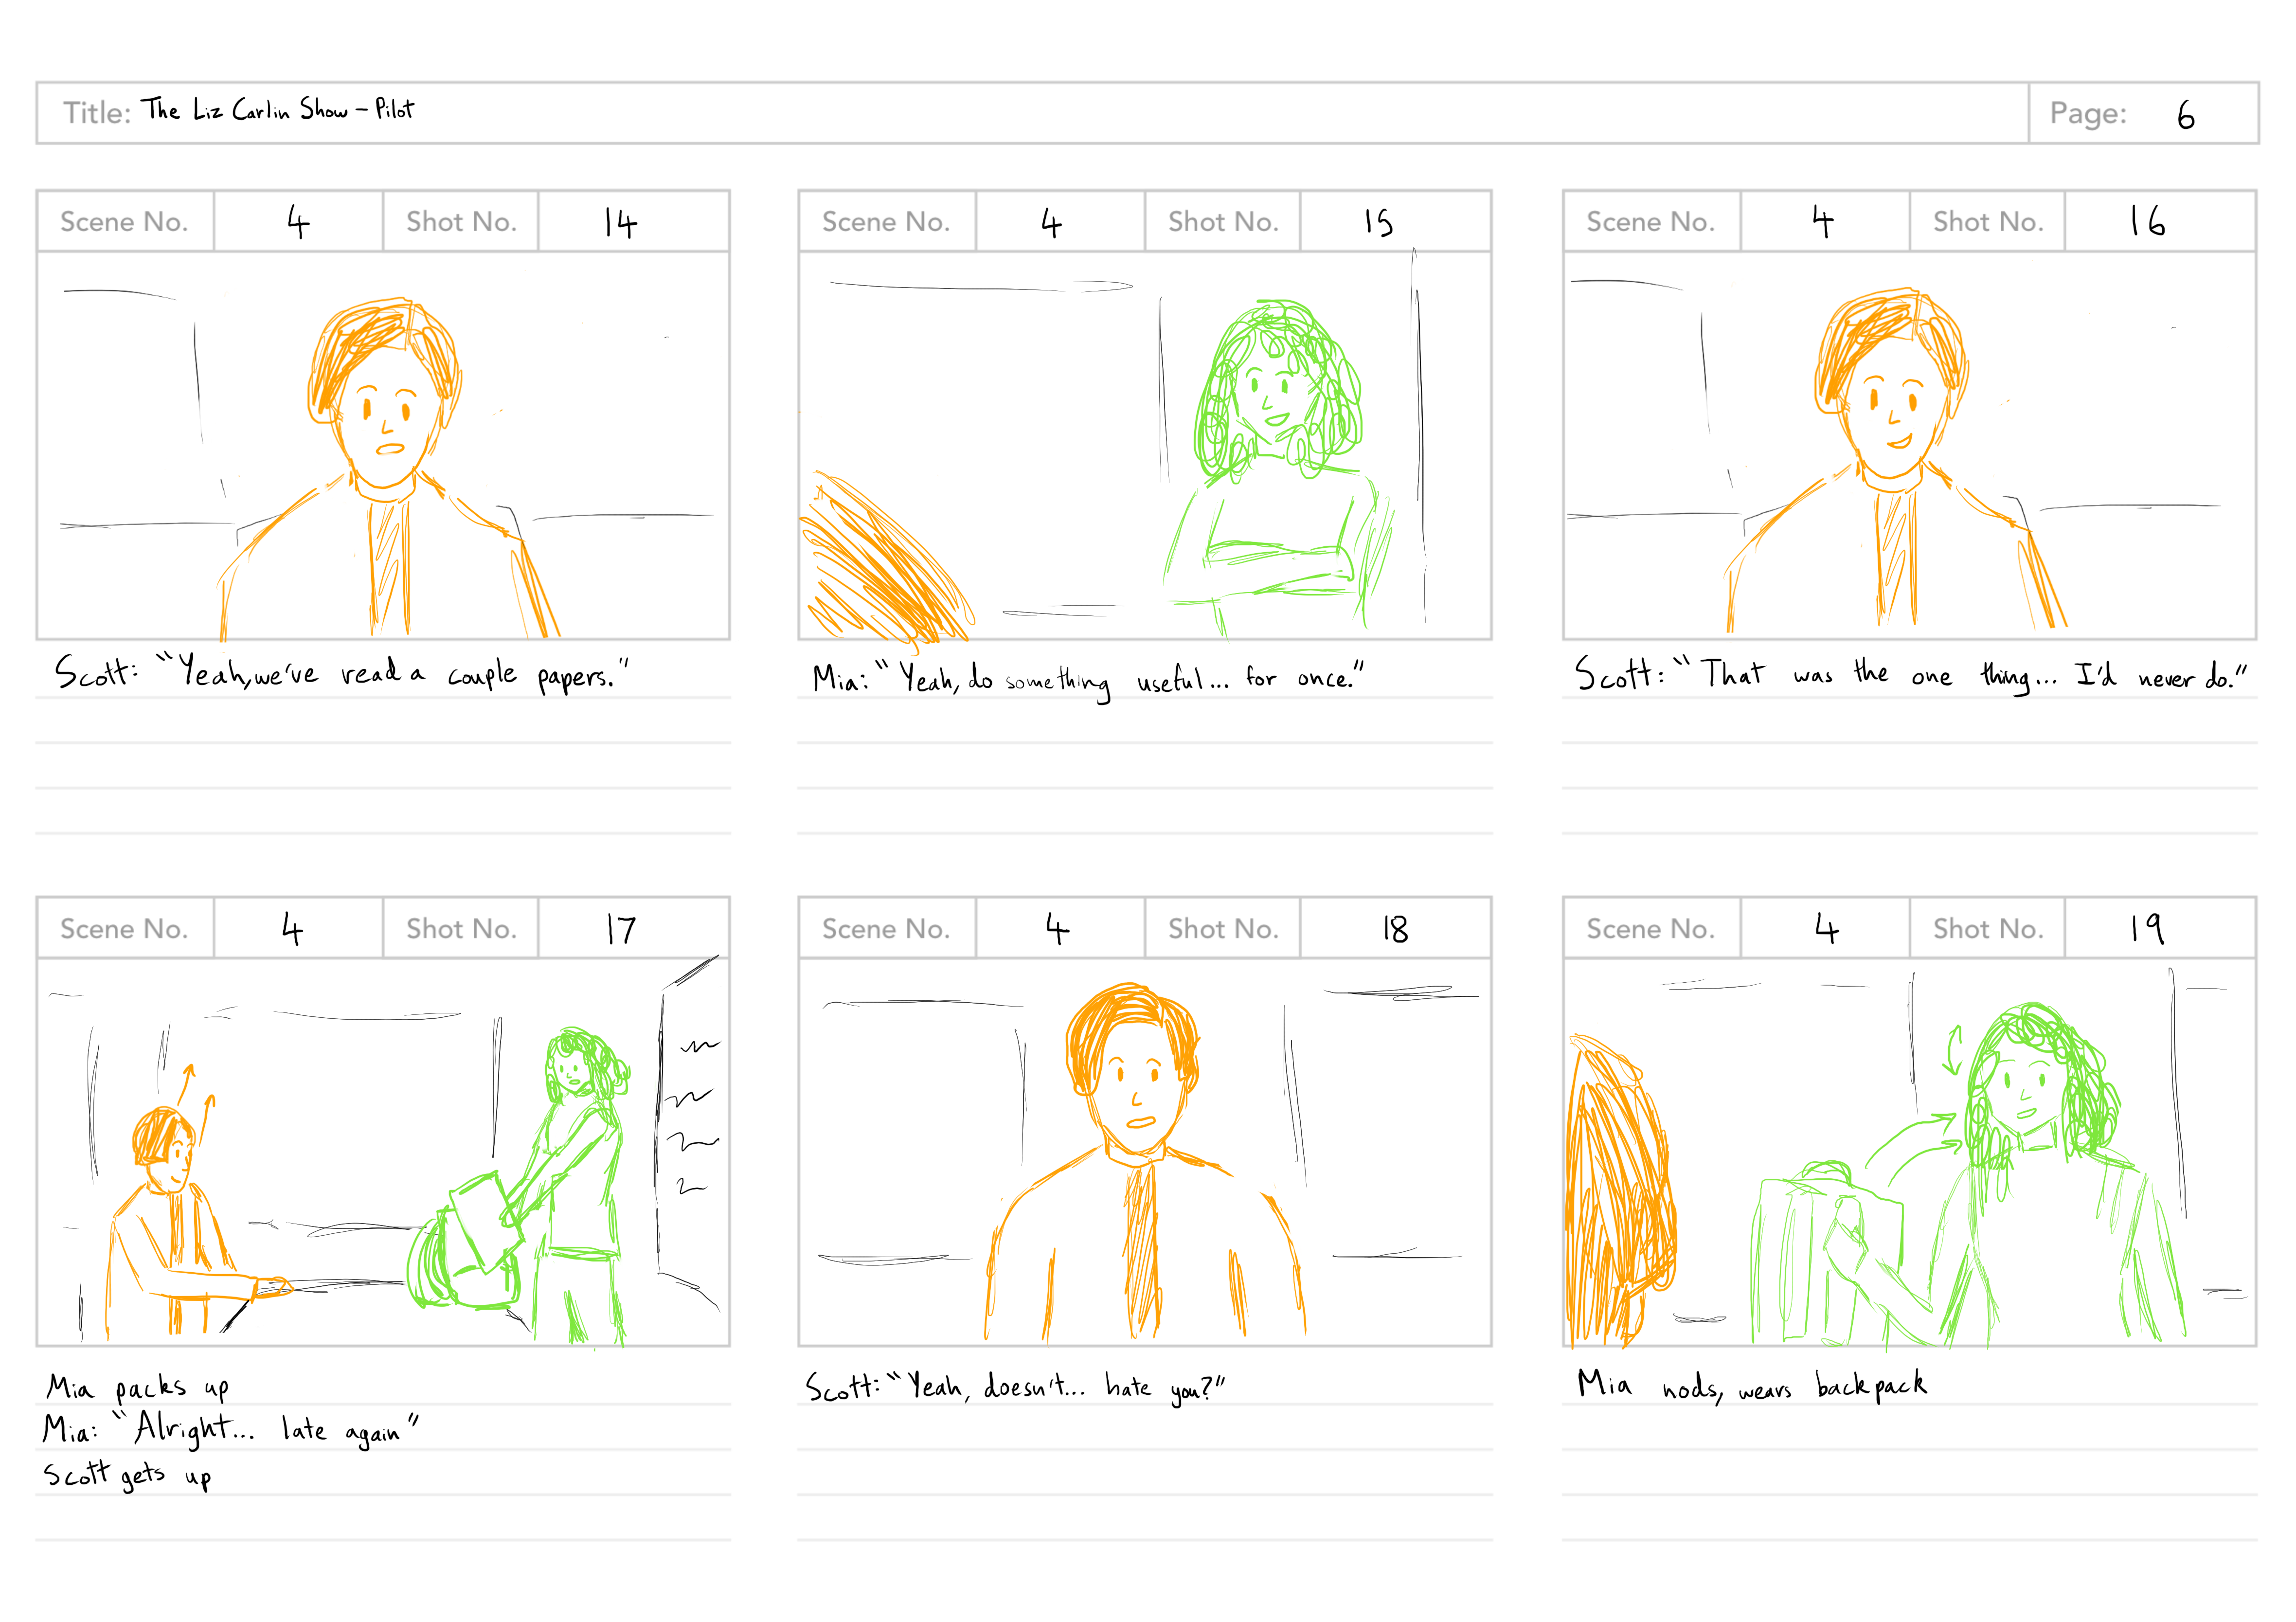 Title: The Liz Carlin Show - Pilot
Page: 6
Scene No. 4 Shot No. 14
Scott: "Yeah, we've read a couple papers."
Scene No. 4 Shot No. 15
Mia: "Yeah, do something useful... for once."
Scene No. 4 Shot No. 16
Scott: "That was the one thing... I'd never do."
Scene No. 4 Shot No. 17
Mia packs up
Mia: "Alright... late again"
Scott gets up
Scene No. 4 Shot No. 18
Scott: "Yeah, doesn't... hate you?"
Scene No. 4 Shot No. 19
Mia nods, wears backpack